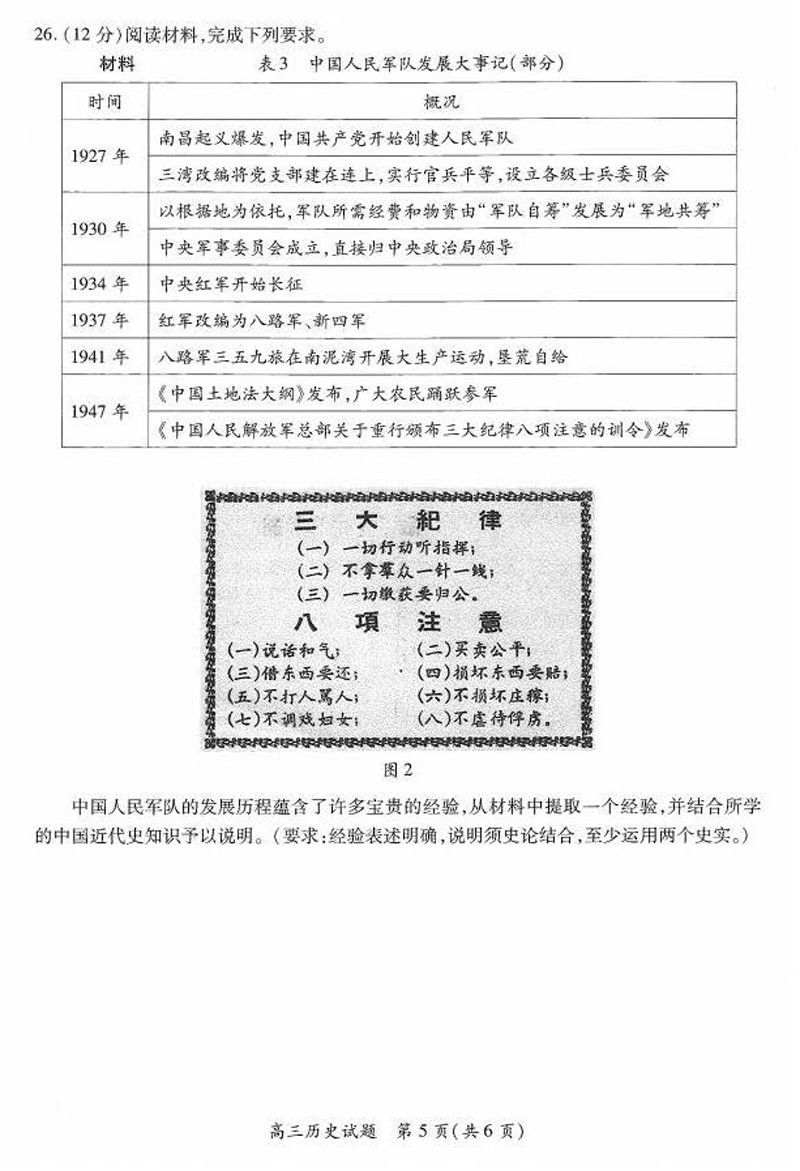 26.(12分)阅读材料,完成下列要求。
材料 表3 中国人民军队发展大事记(部分)
时间 概况
1927年 南昌起义爆发,中国共产党开始创建人民军队
三湾改编将党支部建在连上,实行官兵平等,设立各级士兵委员会
1930年 以根据地为依托,军队所需经费和物资由“军队自筹”发展为“军地共筹”
中央军事委员会成立,直接归中央政治局领导
1934年 中央红军开始长征
1937年 红军改编为八路军、新四军
1941年 八路军三五九旅在南泥湾开展大生产运动,垦荒自给
1947年 《中国土地法大纲》发布,广大农民踊跃参军
《中国人民解放军总部关于重行颁布三大纪律八项注意的训令》发布
三大紀律
(一) 一切行动听指挥;
(二) 不拿羣众一针一线;
(三) 一切缴获要归公。
八項注意
(一)说话和气; (二)买卖公平;
(三)借东西要还; (四)损坏东西要赔;
(五)不打人骂人; (六)不损坏庄稼;
(七)不调戏妇女; (八)不虐待俘虏。
图2
中国人民军队的发展历程蕴含了许多宝贵的经验,从材料中提取一个经验,并结合所学
的中国近代史知识予以说明。(要求:经验表述明确,说明须史论结合,至少运用两个史实。)
高三历史试题 第5页(共6页)